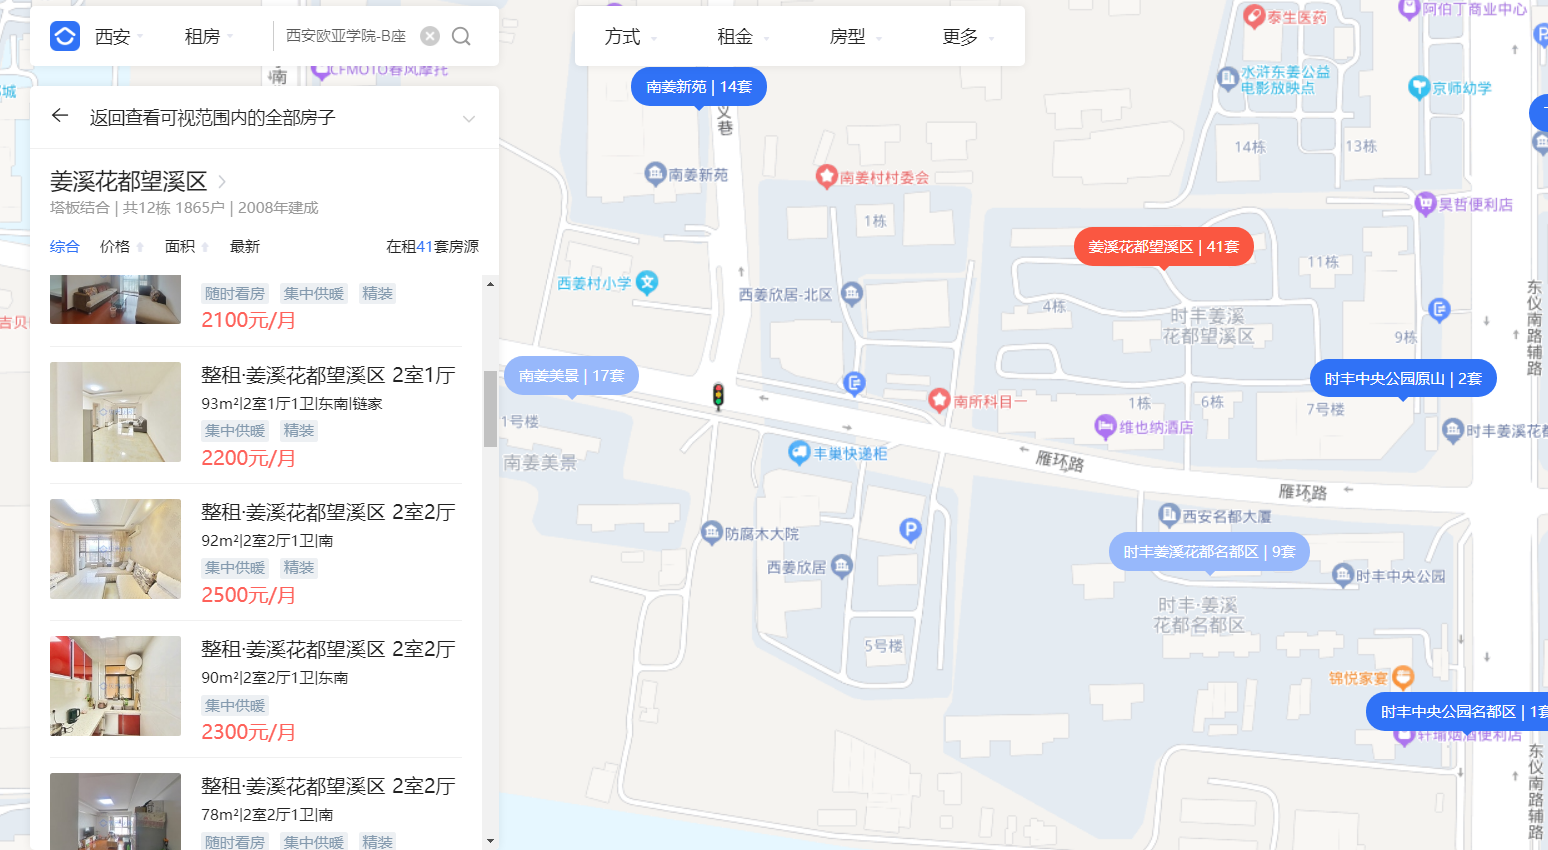 西安
租房
西安欧亚学院-B座
方式
租金
房型
更多
返回查看可视范围内的全部房子
姜溪花都望溪区
塔板结合 | 共12栋 1865户 | 2008年建成
综合 价格 面积 最新 在租41套房源
随时看房 集中供暖 精装
2100元/月
整租·姜溪花都望溪区 2室1厅
93m²|2室1厅1卫|东南|链家
集中供暖 精装
2200元/月
整租·姜溪花都望溪区 2室2厅
92m²|2室2厅1卫|南
集中供暖 精装
2500元/月
整租·姜溪花都望溪区 2室2厅
90m²|2室2厅1卫|东南
集中供暖
2300元/月
整租·姜溪花都望溪区 2室2厅
78m²|2室2厅1卫|南
随时看房 集中供暖 精装
南
CFMOTO春风摩托
城
吉贝
南姜新苑 | 14套
义巷
南姜新苑
南姜村村委会
1栋
西姜村小学
西姜欣居-北区
南姜美景 | 17套
1号楼
南姜美景
丰巢快递柜
南所科目一
防腐木大院
西姜欣居
P
5号楼
雁环路
雁环路
泰生医药
阿伯丁商业中心
水浒东姜公益
电影放映点
京师幼学
14栋
13栋
昊哲便利店
姜溪花都望溪区 | 41套
11栋
4栋
时丰姜溪
花都望溪区
9栋
时丰中央公园原山 | 2套
1栋
6栋
7号楼
维也纳酒店
时丰姜溪花都
东仪南路辅路
西安名都大厦
时丰姜溪花都名都区 | 9套
时丰中央公园
时丰·姜溪
花都名都区
锦悦家宴
时丰中央公园名都区 | 1套
轩瑜烟酒便利店
东仪南路辅路